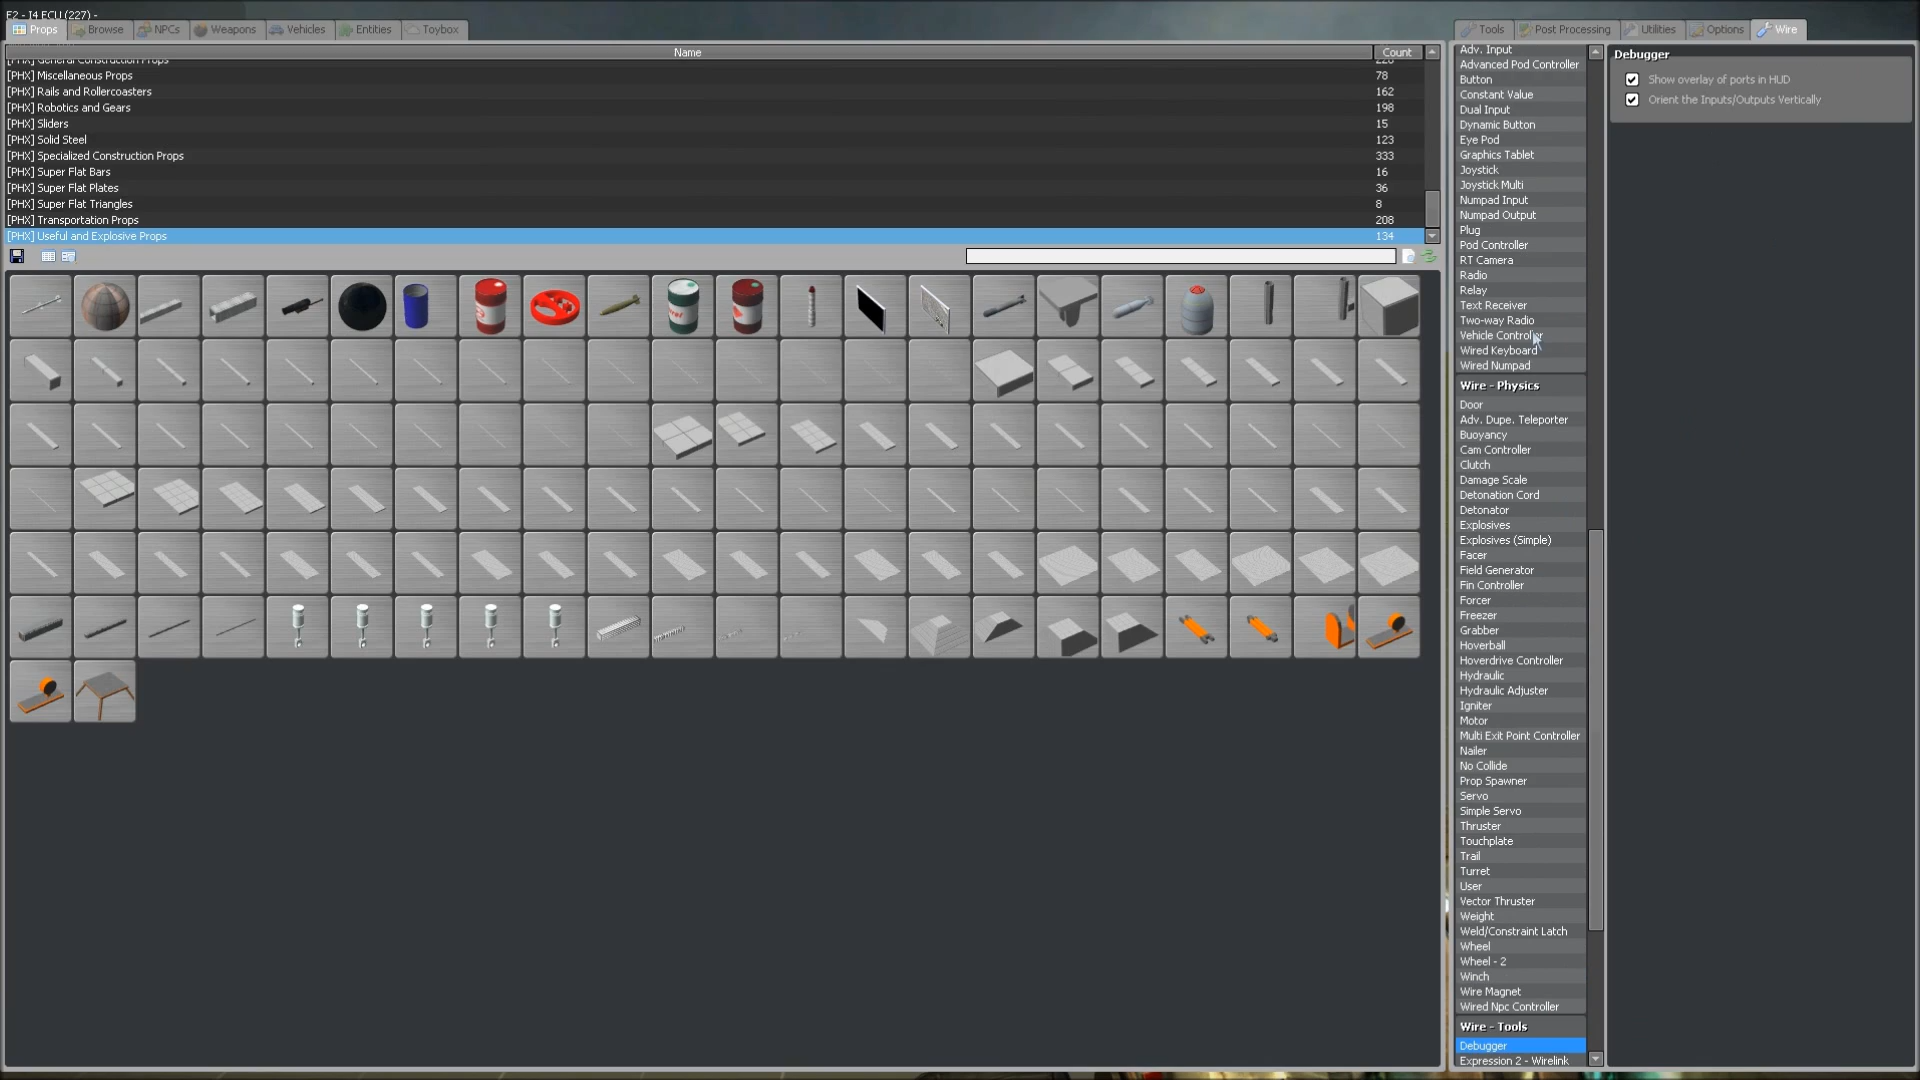 E2 - I4 ECU (227) -
Props
Browse
NPCs
Weapons
Vehicles
Entities
Toybox
Tools
Post Processing
Utilities
Options
Wire
Name
Count
[PHX] General Construction Props
[PHX] Miscellaneous Props 78
[PHX] Rails and Rollercoasters 162
[PHX] Robotics and Gears 198
[PHX] Sliders 15
[PHX] Solid Steel 123
[PHX] Specialized Construction Props 333
[PHX] Super Flat Bars 16
[PHX] Super Flat Plates 36
[PHX] Super Flat Triangles 8
[PHX] Transportation Props 208
[PHX] Useful and Explosive Props 134
Adv. Input
Advanced Pod Controller
Button
Constant Value
Dual Input
Dynamic Button
Eye Pod
Graphics Tablet
Joystick
Joystick Multi
Numpad Input
Numpad Output
Plug
Pod Controller
RT Camera
Radio
Relay
Text Receiver
Two-way Radio
Vehicle Controller
Wired Keyboard
Wired Numpad
Wire - Physics
Door
Adv. Dupe. Teleporter
Buoyancy
Cam Controller
Clutch
Damage Scale
Detonation Cord
Detonator
Explosives
Explosives (Simple)
Facer
Field Generator
Fin Controller
Forcer
Freezer
Grabber
Hoverball
Hoverdrive Controller
Hydraulic
Hydraulic Adjuster
Igniter
Motor
Multi Exit Point Controller
Nailer
No Collide
Prop Spawner
Servo
Simple Servo
Thruster
Touchplate
Trail
Turret
User
Vector Thruster
Weight
Weld/Constraint Latch
Wheel
Wheel - 2
Winch
Wire Magnet
Wired Npc Controller
Wire - Tools
Debugger
Expression 2 - Wirelink
Debugger
Show overlay of ports in HUD
Orient the Inputs/Outputs Vertically